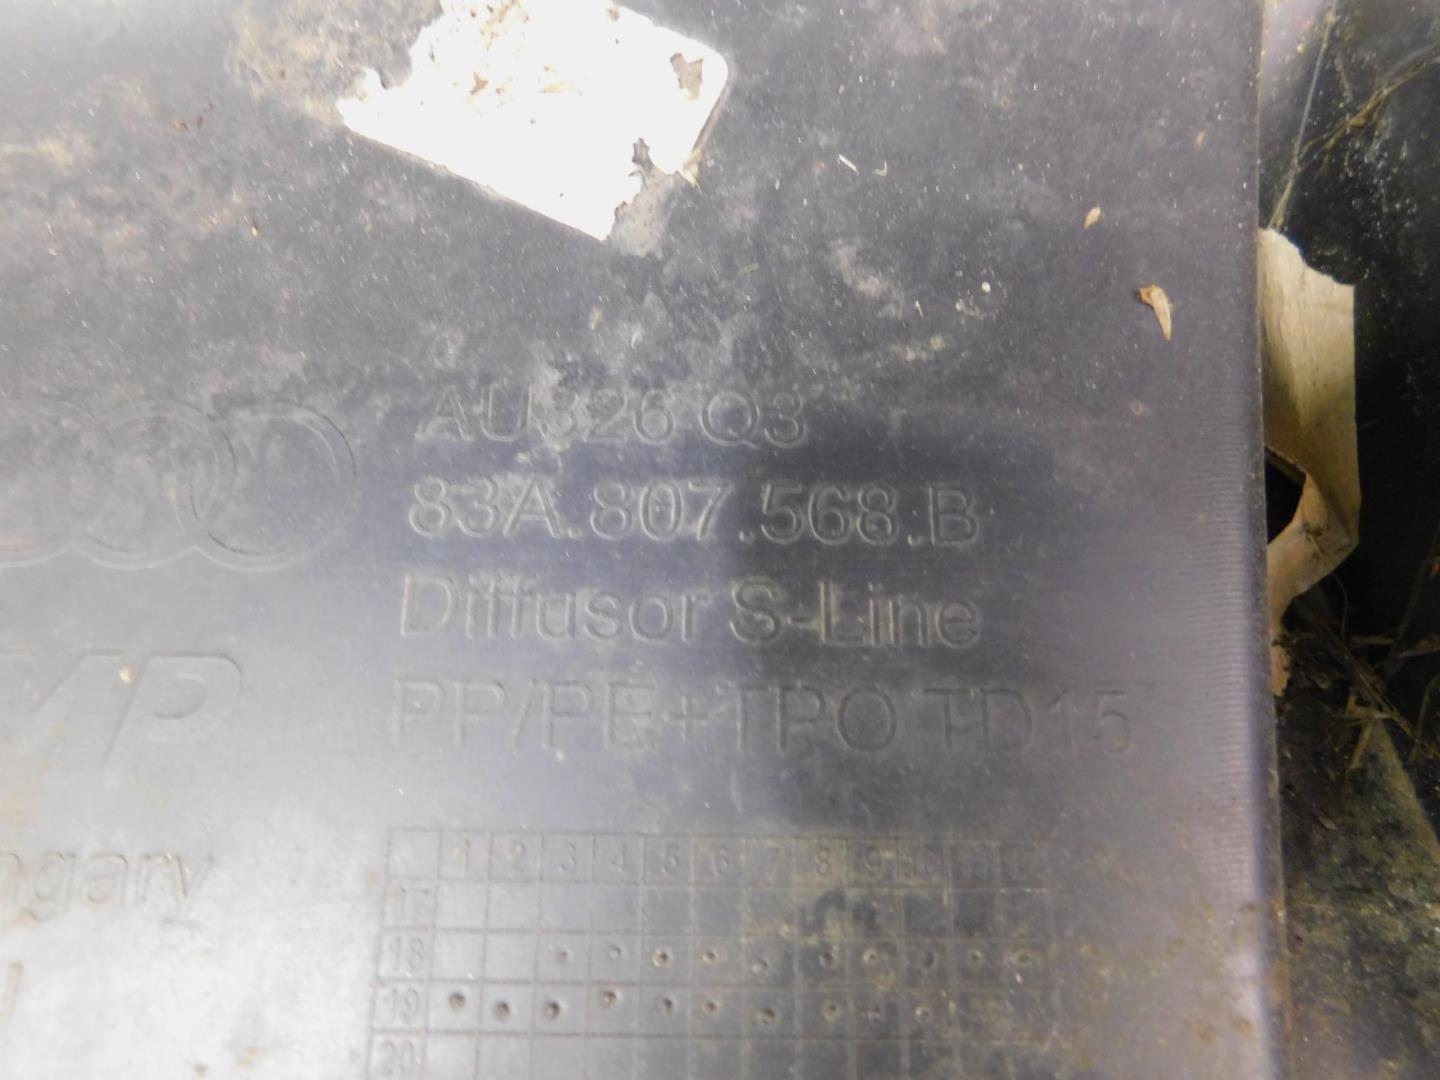 AU326 Q3
83A.807.568.B
Diffusor S-Line
PP/PE+TPO TD15
1 2 3 4 5 6 7 8 9 10 11 12
17
18
19
20